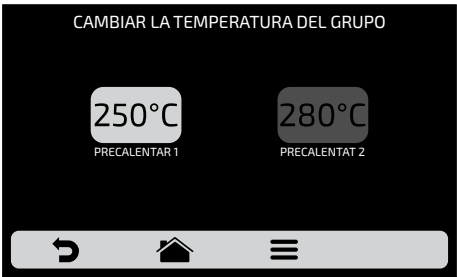 CAMBIAR LA TEMPERATURA DEL GRUPO
250°C 280°C
PRECALENTAR 1 PRECALENTAT 2